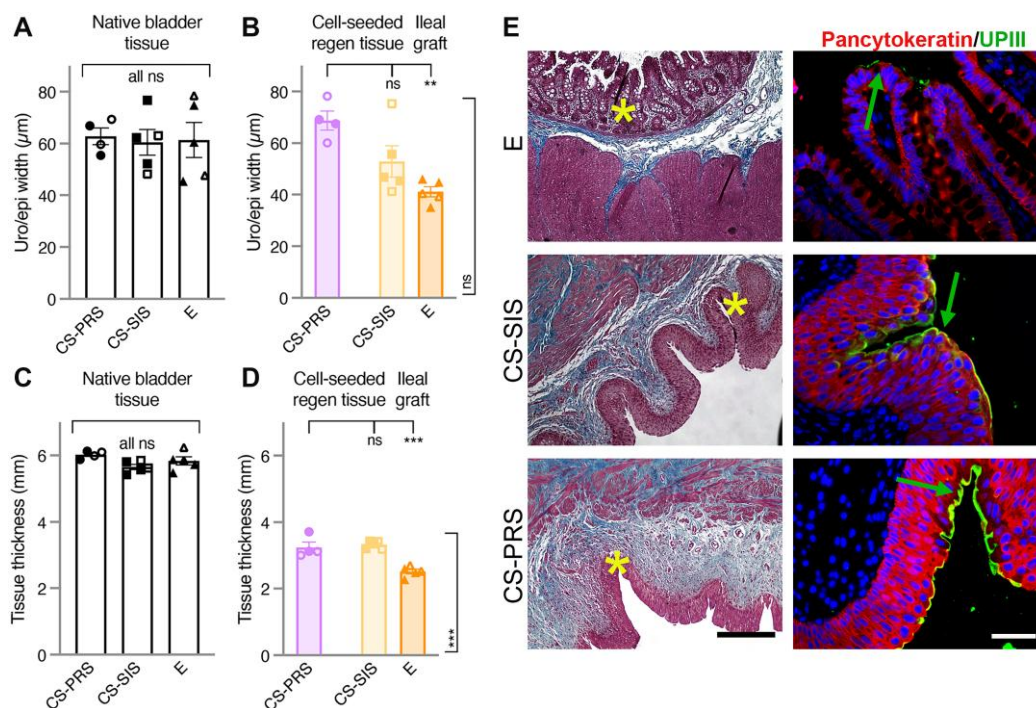 A
Native bladder
tissue
all ns
Uro/epi width (µm)
80
60
40
20
0
CS-PRS
CS-SIS
E
B
Cell-seeded
regen tissue
Ileal
graft
ns
**
ns
Uro/epi width (µm)
80
60
40
20
0
CS-PRS
CS-SIS
E
C
Native bladder
tissue
all ns
Tissue thickness (mm)
6
4
2
0
CS-PRS
CS-SIS
E
D
Cell-seeded
regen tissue
Ileal
graft
ns
***
***
Tissue thickness (mm)
6
4
2
0
CS-PRS
CS-SIS
E
E
Pancytokeratin/UPIII
E
*
CS-SIS
*
CS-PRS
*